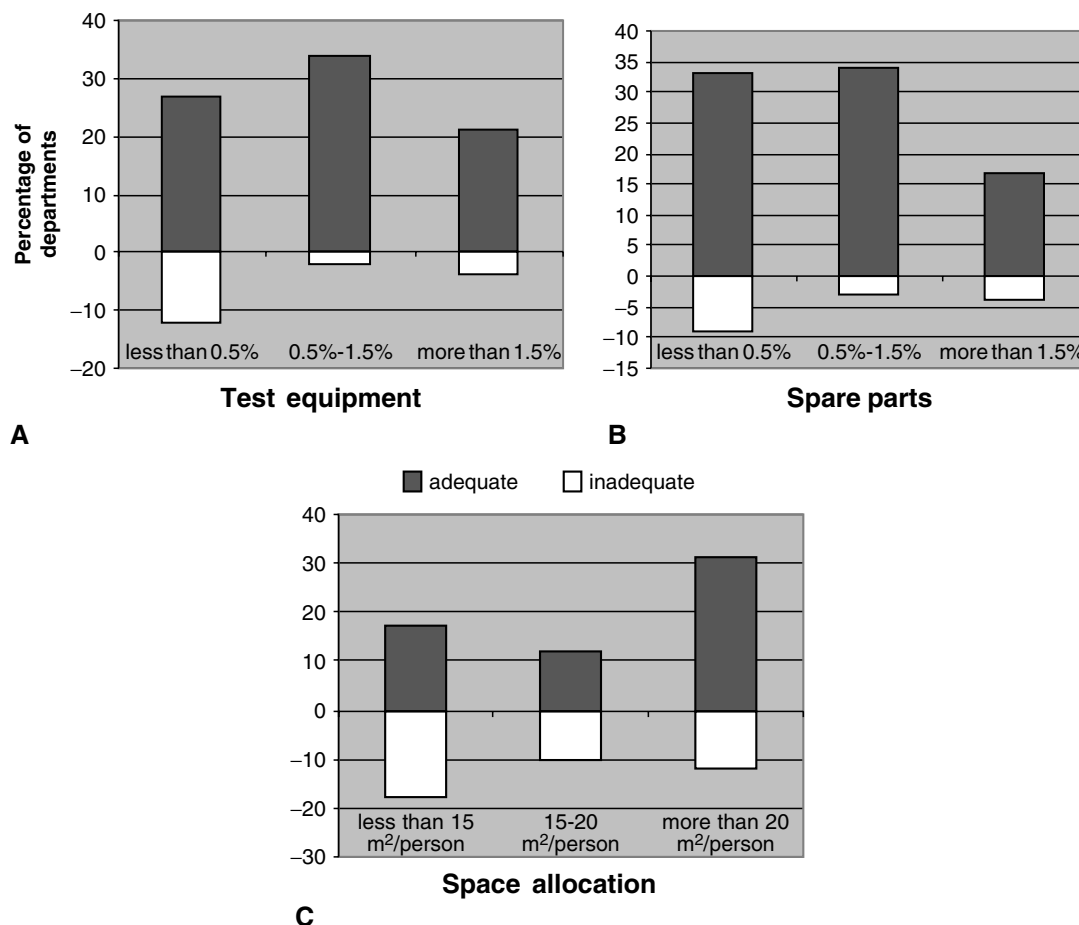 Percentage of
departments
40
30
20
10
0
−10
−20
less than 0.5% 0.5%-1.5% more than 1.5%
Test equipment
A
40
35
30
25
20
15
10
5
0
−5
−10
−15
less than 0.5% 0.5%-1.5% more than 1.5%
Spare parts
B
adequate inadequate
40
30
20
10
0
−10
−20
−30
less than 15 15-20 more than 20
m²/person m²/person m²/person
Space allocation
C